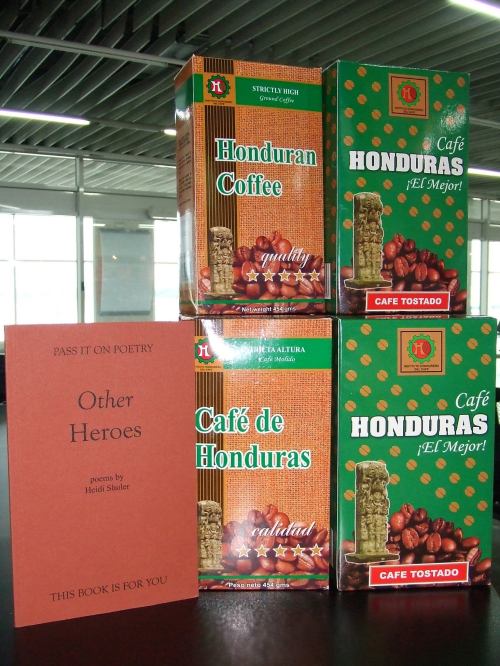 STRICTLY HIGH
Ground Coffee
Honduran
Coffee
quality
Net weight 454 gms
Café
HONDURAS
¡El Mejor!
CAFE TOSTADO
PASS IT ON POETRY
Other
Heroes
poems by
Heidi Shuler
THIS BOOK IS FOR YOU
ALTURA
Café Molido
Café de
Honduras
calidad
Peso neto 454 gms
Café
HONDURAS
¡El Mejor!
CAFE TOSTADO